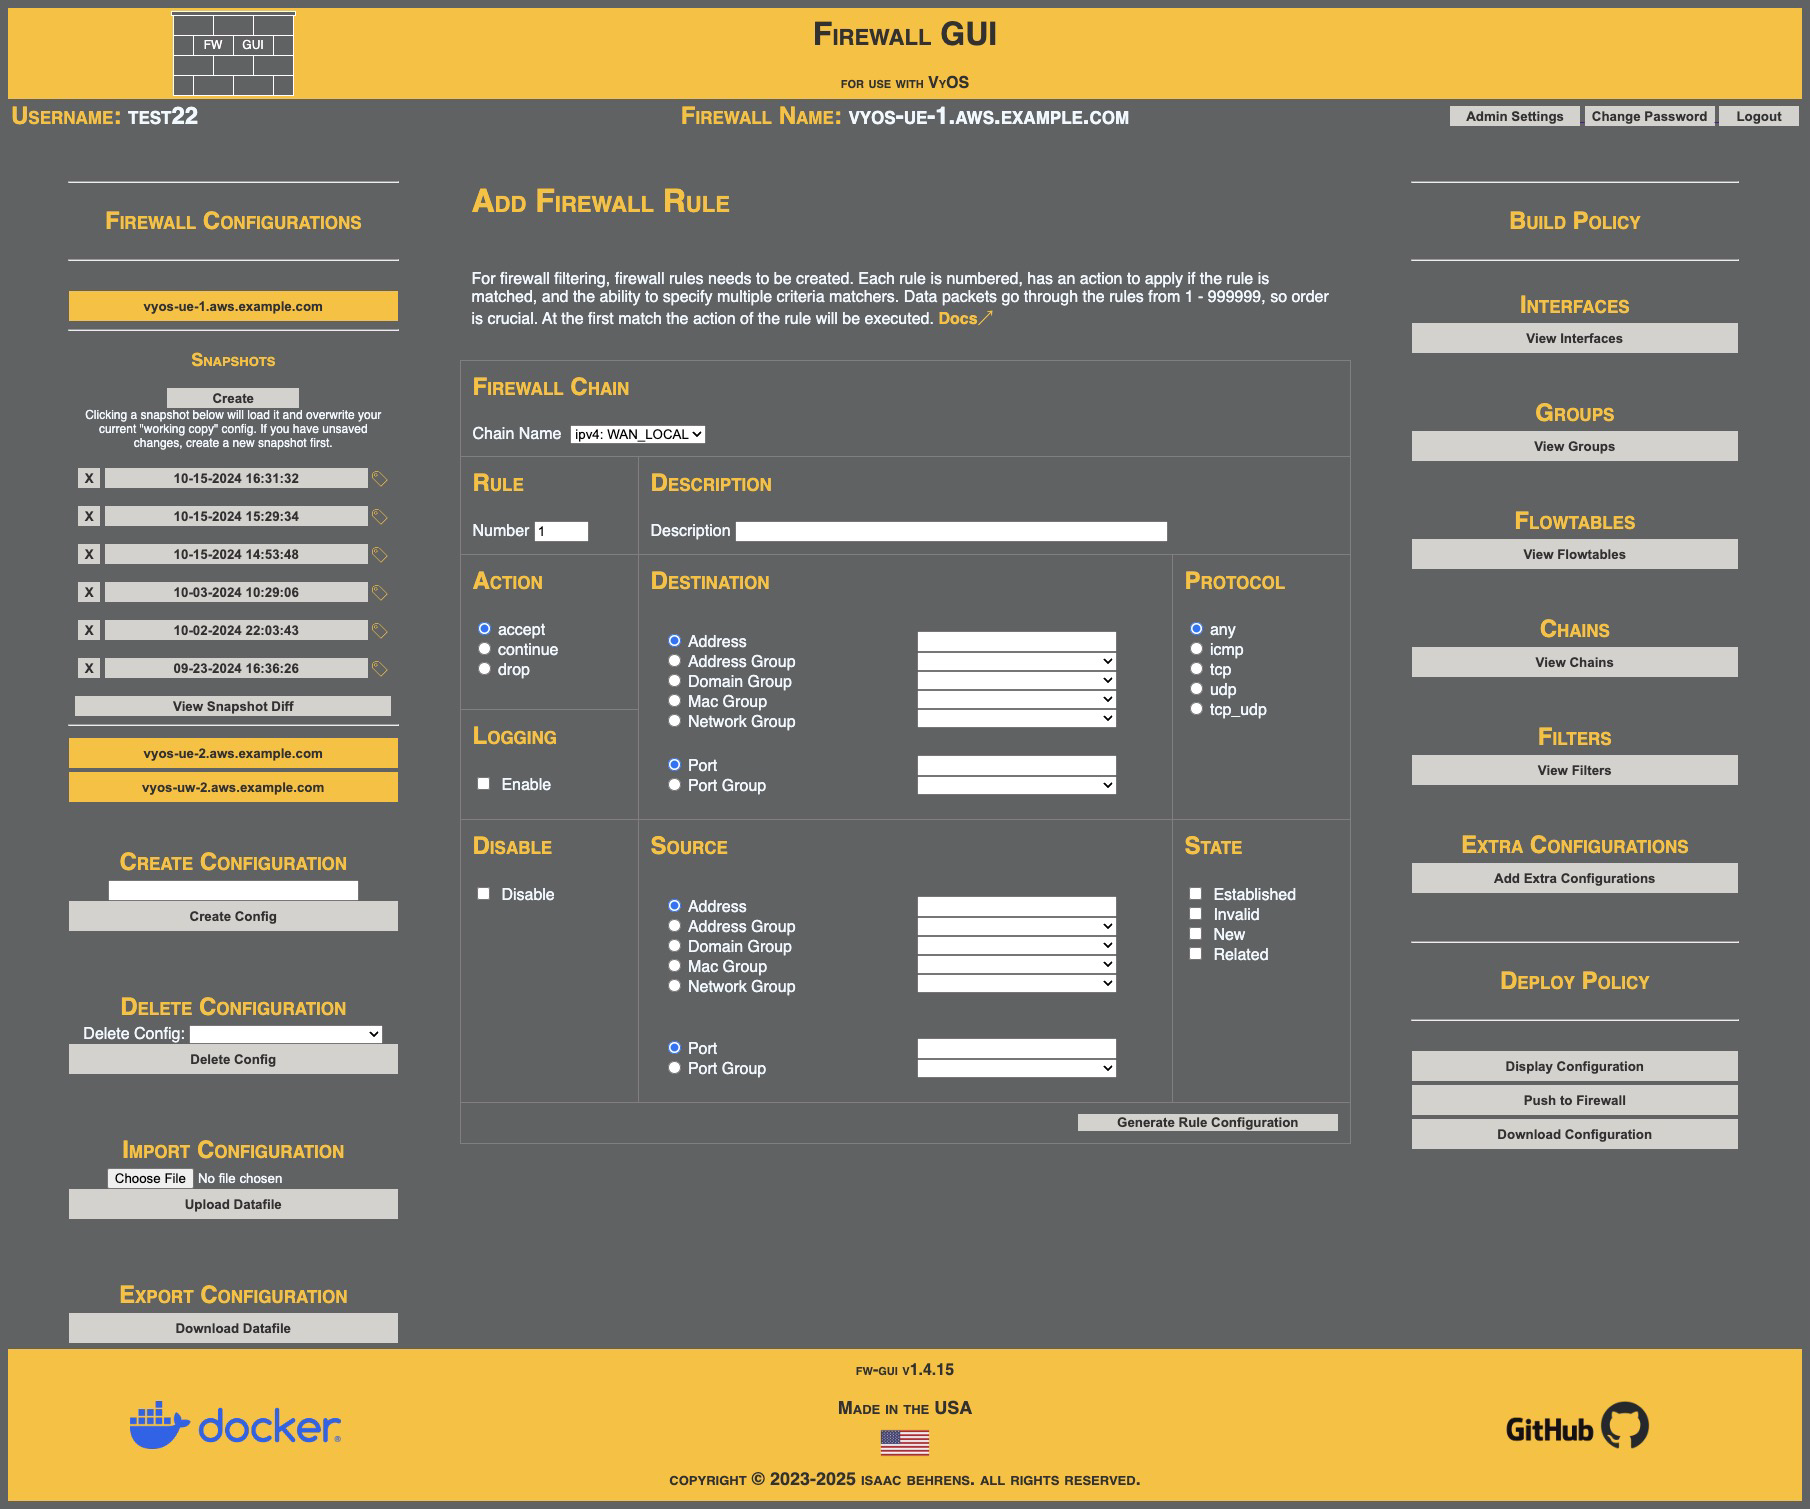 FW GUI
Firewall GUI
for use with VyOS
Username: test22
Firewall Name: vyos-ue-1.aws.example.com
Admin Settings Change Password Logout
Firewall Configurations
vyos-ue-1.aws.example.com
Snapshots
Create
Clicking a snapshot below will load it and overwrite your
current "working copy" config. If you have unsaved
changes, create a new snapshot first.
X 10-15-2024 16:31:32
X 10-15-2024 15:29:34
X 10-15-2024 14:53:48
X 10-03-2024 10:29:06
X 10-02-2024 22:03:43
X 09-23-2024 16:36:26
View Snapshot Diff
vyos-ue-2.aws.example.com
vyos-uw-2.aws.example.com
Create Configuration
Create Config
Delete Configuration
Delete Config:
Delete Config
Import Configuration
Choose File No file chosen
Upload Datafile
Export Configuration
Download Datafile
Add Firewall Rule
For firewall filtering, firewall rules needs to be created. Each rule is numbered, has an action to apply if the rule is
matched, and the ability to specify multiple criteria matchers. Data packets go through the rules from 1 - 999999, so order
is crucial. At the first match the action of the rule will be executed. Docs
Firewall Chain
Chain Name ipv4: WAN_LOCAL
Rule
Number 1
Description
Description
Action
accept
continue
drop
Logging
Enable
Destination
Address
Address Group
Domain Group
Mac Group
Network Group
Port
Port Group
Protocol
any
icmp
tcp
udp
tcp_udp
Disable
Disable
Source
Address
Address Group
Domain Group
Mac Group
Network Group
Port
Port Group
State
Established
Invalid
New
Related
Generate Rule Configuration
Build Policy
Interfaces
View Interfaces
Groups
View Groups
Flowtables
View Flowtables
Chains
View Chains
Filters
View Filters
Extra Configurations
Add Extra Configurations
Deploy Policy
Display Configuration
Push to Firewall
Download Configuration
docker®
fw-gui v1.4.15
Made in the USA
copyright © 2023-2025 isaac behrens. all rights reserved.
GitHub